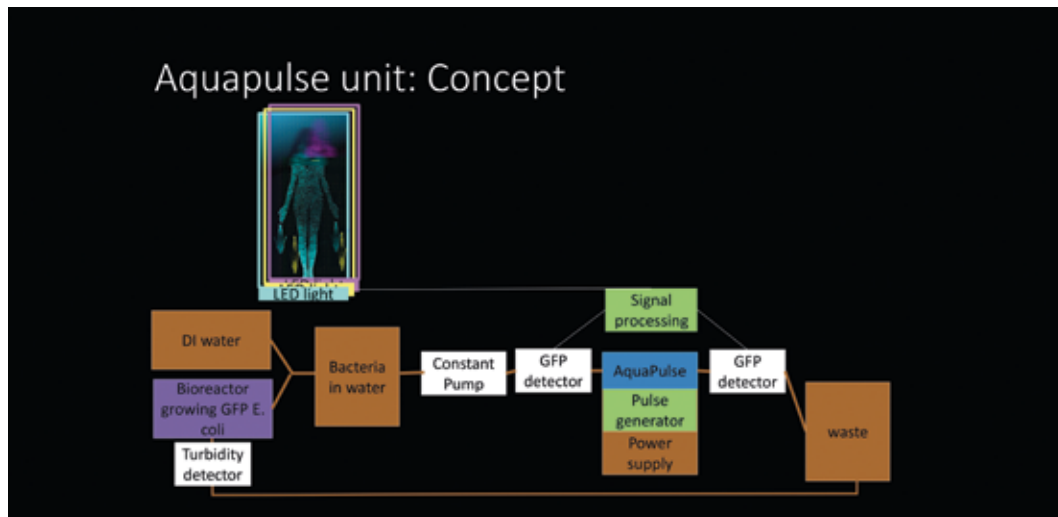 Aquapulse unit: Concept
LED light
Signal
processing
DI water
Bacteria
in water
Constant
Pump
GFP
detector
AquaPulse
GFP
detector
Bioreactor
growing GFP E.
coli
Pulse
generator
waste
Turbidity
detector
Power
supply